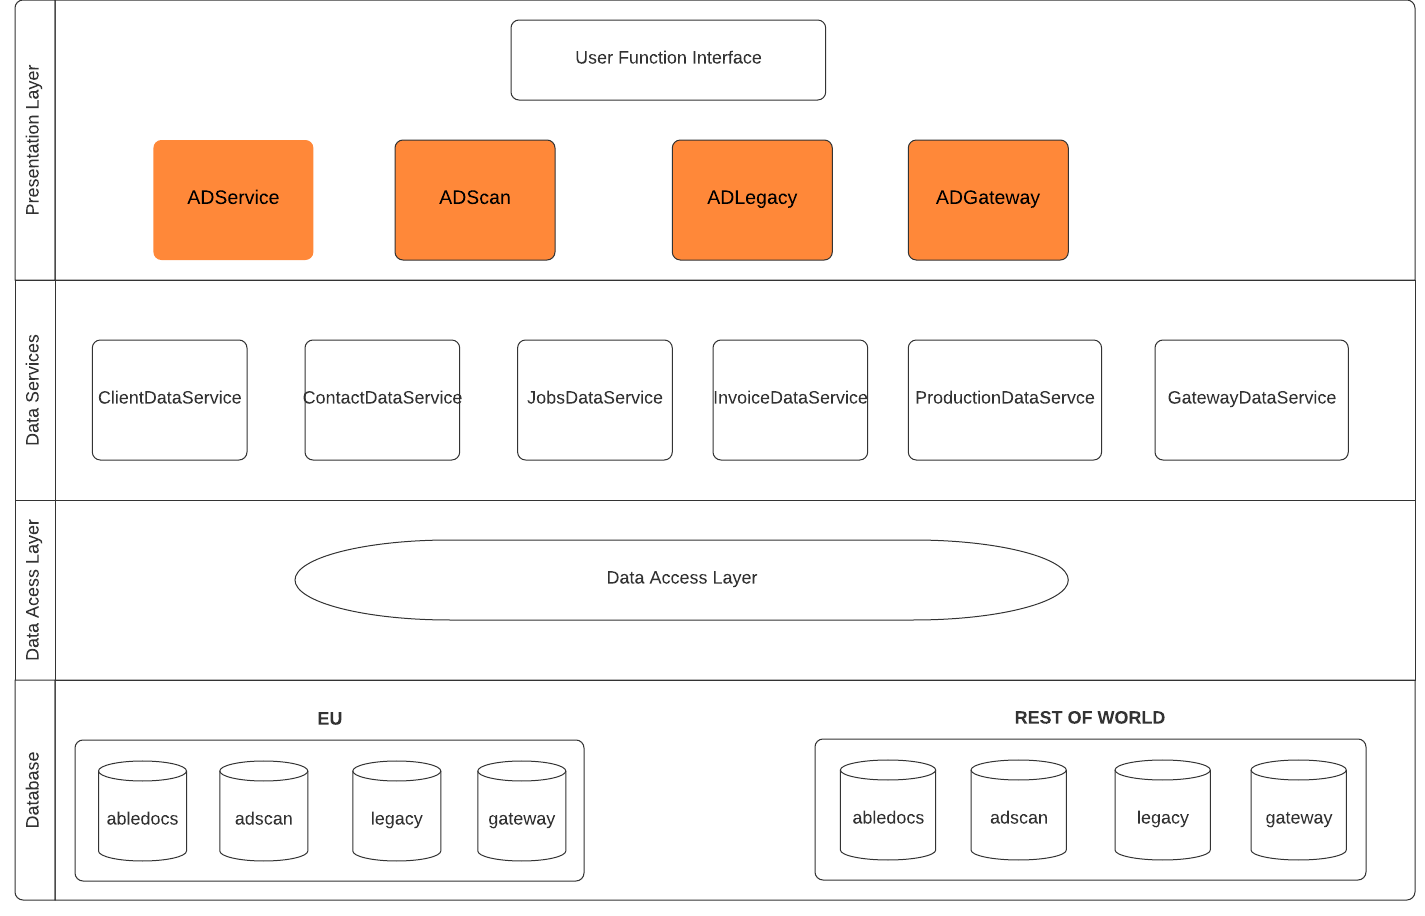 Presentation Layer
User Function Interface
ADService
ADScan
ADLegacy
ADGateway
Data Services
ClientDataService
ContactDataService
JobsDataService
InvoiceDataService
ProductionDataServce
GatewayDataService
Data Acess Layer
Data Access Layer
Database
EU
abledocs
adscan
legacy
gateway
REST OF WORLD
abledocs
adscan
legacy
gateway